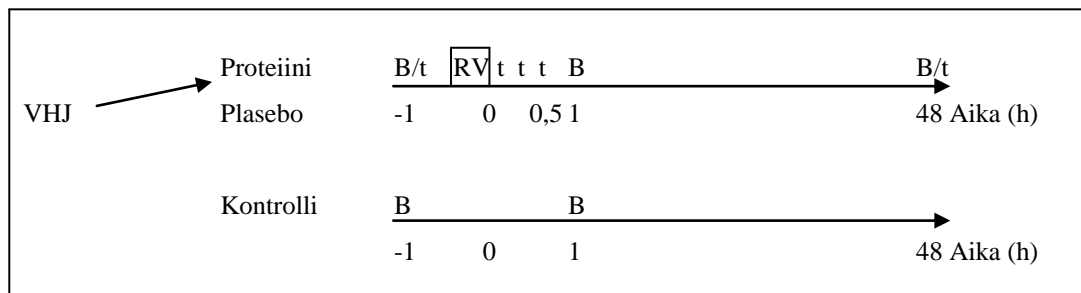 Proteiini B/t RV t t t B B/t
VHJ Plasebo -1 0 0,5 1 48 Aika (h)
Kontrolli B B
-1 0 1 48 Aika (h)